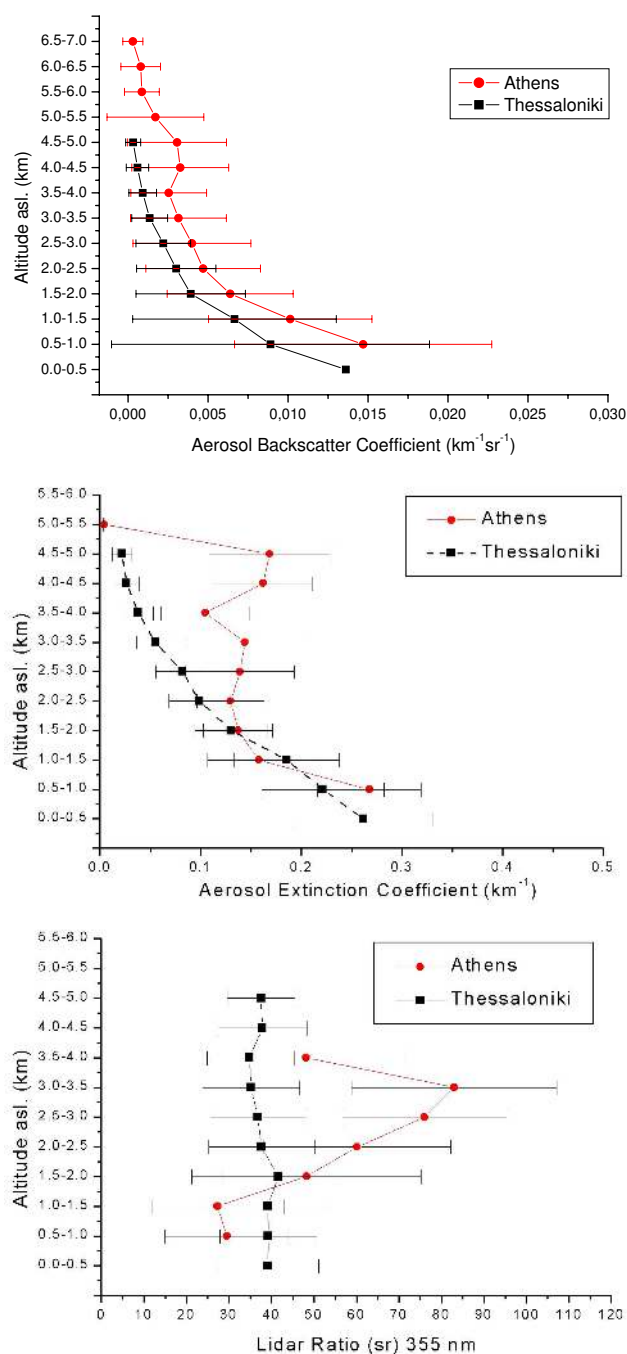 6.5-7.0
6.0-6.5
5.5-6.0
5.0-5.5
4.5-5.0
4.0-4.5
3.5-4.0
3.0-3.5
2.5-3.0
2.0-2.5
1.5-2.0
1.0-1.5
0.5-1.0
0.0-0.5
Altitude asl. (km)
Athens
Thessaloniki
0,000 0,005 0,010 0,015 0,020 0,025 0,030
Aerosol Backscatter Coefficient (km⁻¹sr⁻¹)
5.5-6.0
5.0-5.5
4.5-5.0
4.0-4.5
3.5-4.0
3.0-3.5
2.5-3.0
2.0-2.5
1.5-2.0
1.0-1.5
0.5-1.0
0.0-0.5
Altitude asl. (km)
Athens
Thessaloniki
0.0 0.1 0.2 0.3 0.4 0.5
Aerosol Extinction Coefficient (km⁻¹)
5.5-6.0
5.0-5.5
4.5-5.0
4.0-4.5
3.5-4.0
3.0-3.5
2.5-3.0
2.0-2.5
1.5-2.0
1.0-1.5
0.5-1.0
0.0-0.5
Altitude asl. (km)
Athens
Thessaloniki
0 10 20 30 40 50 60 70 80 90 100 110 120
Lidar Ratio (sr) 355 nm